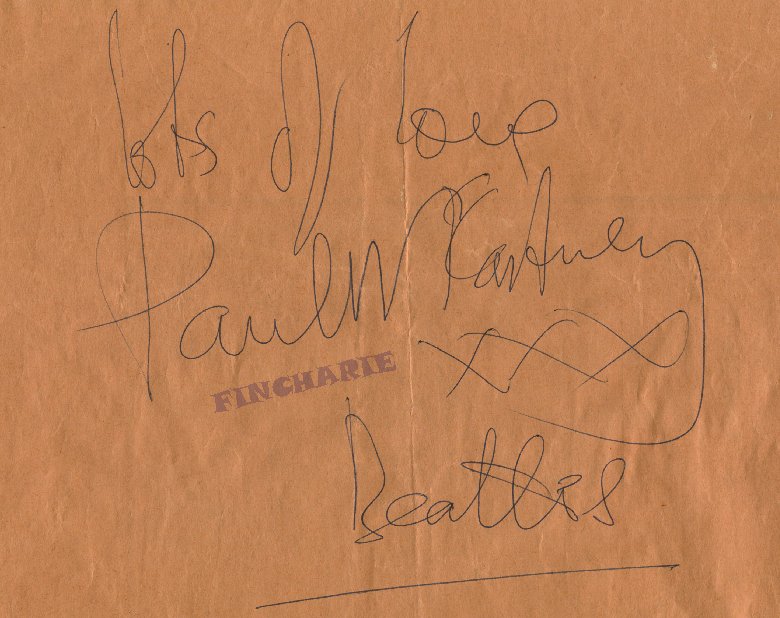 lots of love
Paul McCartney
xxx
FINCHARIE
Beatles